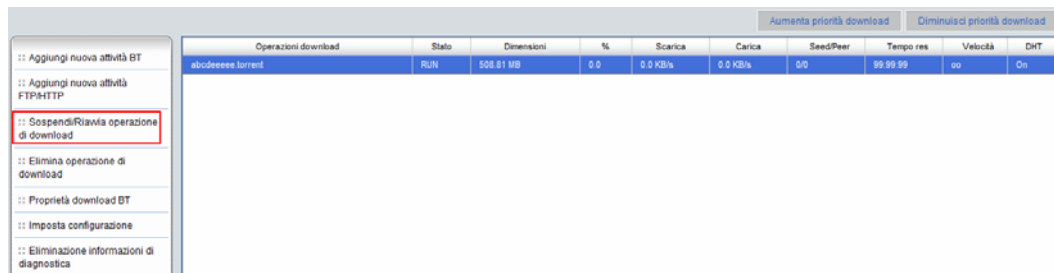 Aumenta priorità download Diminuisci priorità download
:: Aggiungi nuova attività BT
:: Aggiungi nuova attività
FTP/HTTP
:: Sospendi/Riavvia operazione
di download
:: Elimina operazione di
download
:: Proprietà download BT
:: Imposta configurazione
:: Eliminazione informazioni di
diagnostica
Operazioni download Stato Dimensioni % Scarica Carica Seed/Peer Tempo res Velocità DHT
abcdeeeee.torrent RUN 508.81 MB 0.0 0.0 KB/s 0.0 KB/s 0/0 99:99:99 oo On